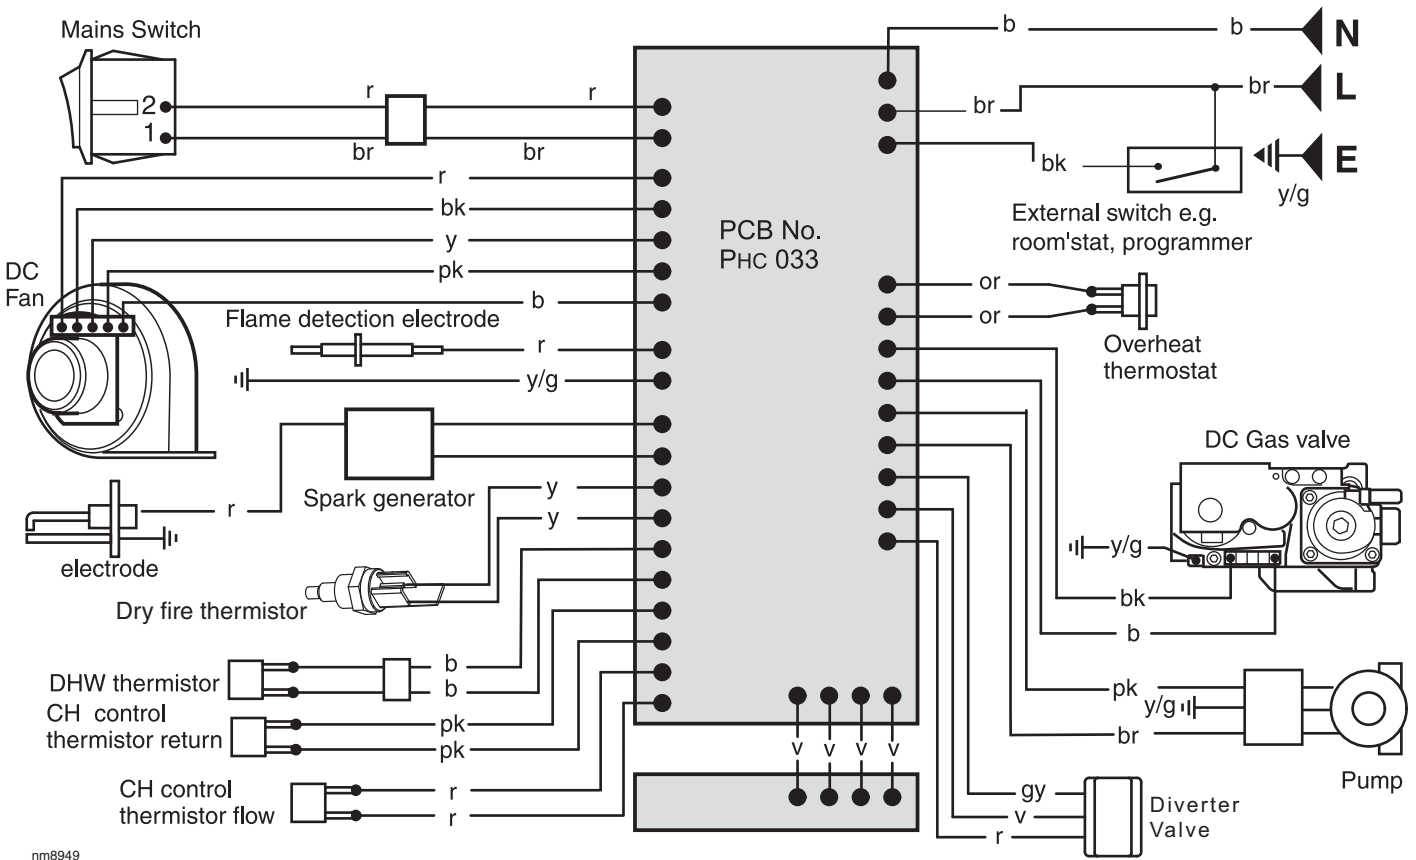 Mains Switch
2
1
r
r
br
br
r
bk
y
pk
b
DC
Fan
Flame detection electrode
r
y/g
Spark generator
r
electrode
y
y
Dry fire thermistor
DHW thermistor
b
b
CH control
thermistor return
pk
pk
CH control
thermistor flow
r
r
nm8949
PCB No.
PHC 033
v
v
v
v
b
b
N
br
br
L
bk
E
y/g
External switch e.g.
room'stat, programmer
or
or
Overheat
thermostat
DC Gas valve
y/g
bk
b
pk
y/g
br
Pump
gy
v
r
Diverter
Valve